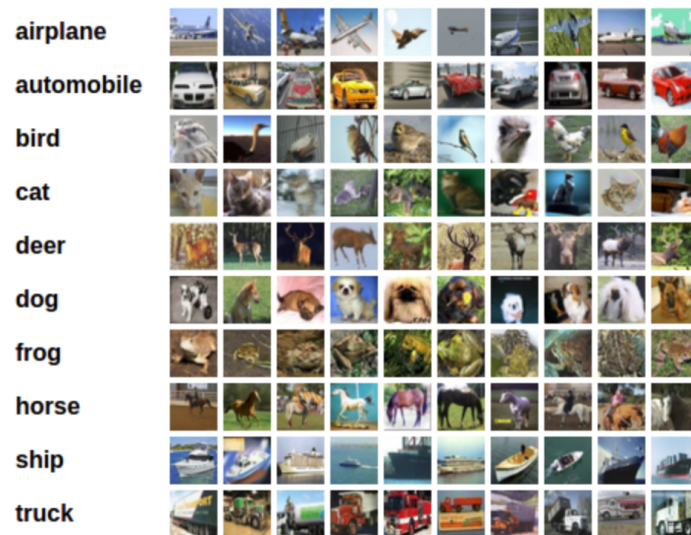 airplane
automobile
bird
cat
deer
dog
frog
horse
ship
truck